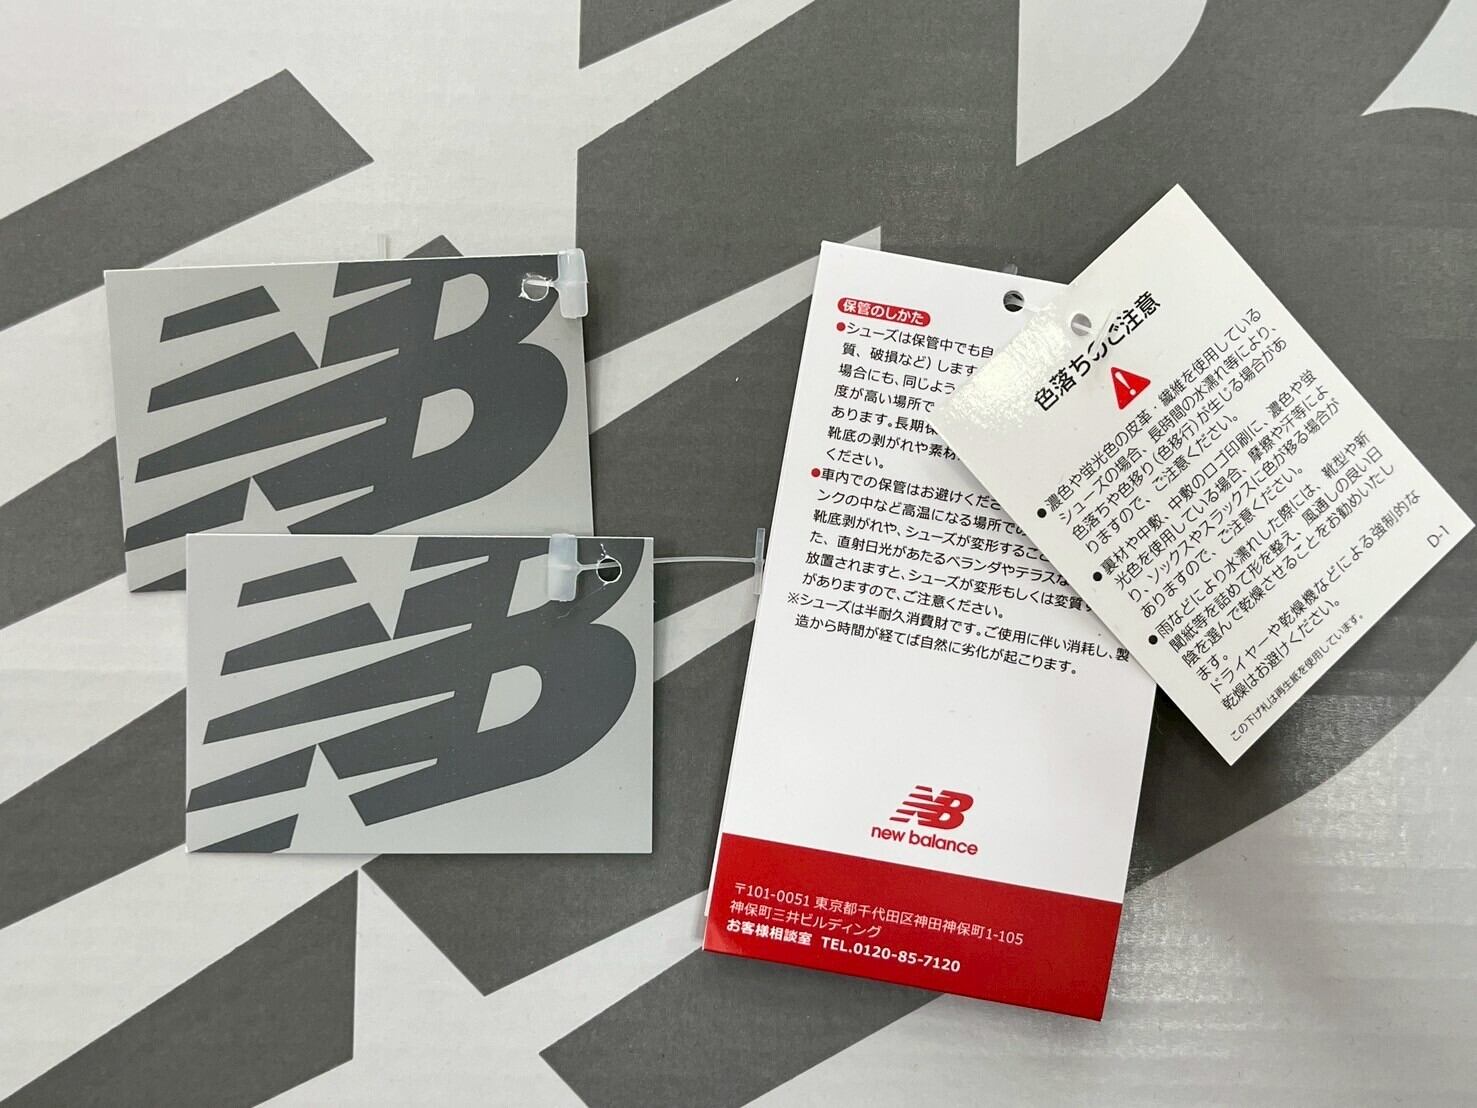 保管のしかた
●シューズは保管中でも自
質、破損など)します
場合にも、同じよう
度が高い場所で
あります。長期保
靴底の剥がれや素材
ください。
●車内での保管はお避けくださ
ンクの中など高温になる場所での
靴底剥がれや、シューズが変形すること
た、直射日光があたるベランダやテラスな
放置されますと、シューズが変形もしくは変質
がありますので、ご注意ください。
※シューズは半耐久消費財です。ご使用に伴い消耗し、製
造から時間が経てば自然に劣化が起こります。
NB
new balance
〒101-0051 東京都千代田区神田神保町1-105
神保町三井ビルディング
お客様相談室 TEL.0120-85-7120
色落ちのご注意
●濃色や蛍光色の皮革・繊維を使用している
シューズの場合、長時間の水濡れ等により、
色落ちや色移り(色移行)が生じる場合があ
りますので、ご注意ください。
●裏材や中敷、中敷のロゴ印刷に、濃色や蛍
光色を使用している場合、摩擦や汗等によ
り、ソックスやスラックスに色が移る場合が
ありますので、ご注意ください。
●雨などにより水濡れした際には、靴型や新
聞紙等を詰めて形を整え、風通しの良い日
陰を選んで乾燥させることをお勧めいたし
ます。
ドライヤーや乾燥機などによる強制的な
乾燥はお避けください。
この下げ札は再生紙を使用しています。
D-1
NB
NB